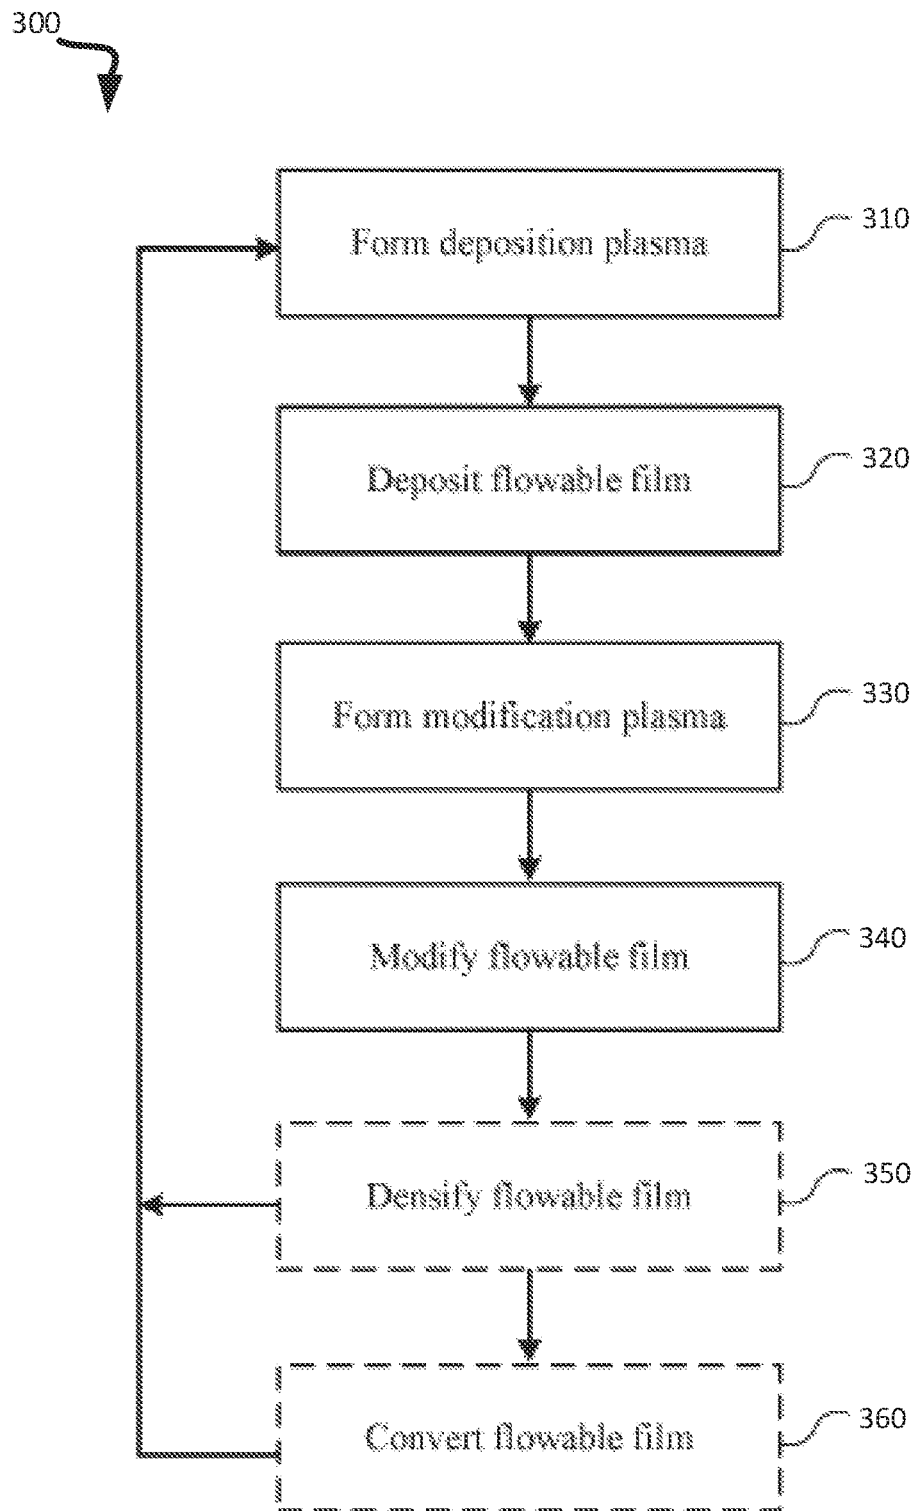 300
Form deposition plasma
310
Deposit flowable film
320
Form modification plasma
330
Modify flowable film
340
Densify flowable film
350
Convert flowable film
360